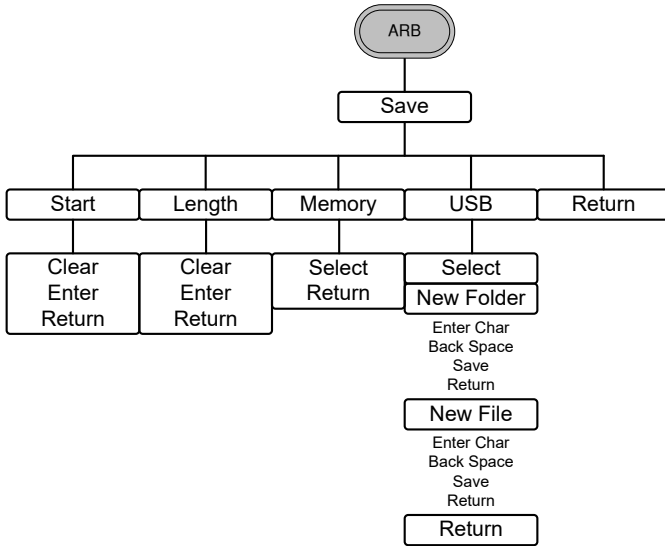 ARB
Save
Start
Length
Memory
USB
Return
Clear
Enter
Return
Clear
Enter
Return
Select
Return
Select
New Folder
Enter Char
Back Space
Save
Return
New File
Enter Char
Back Space
Save
Return
Return